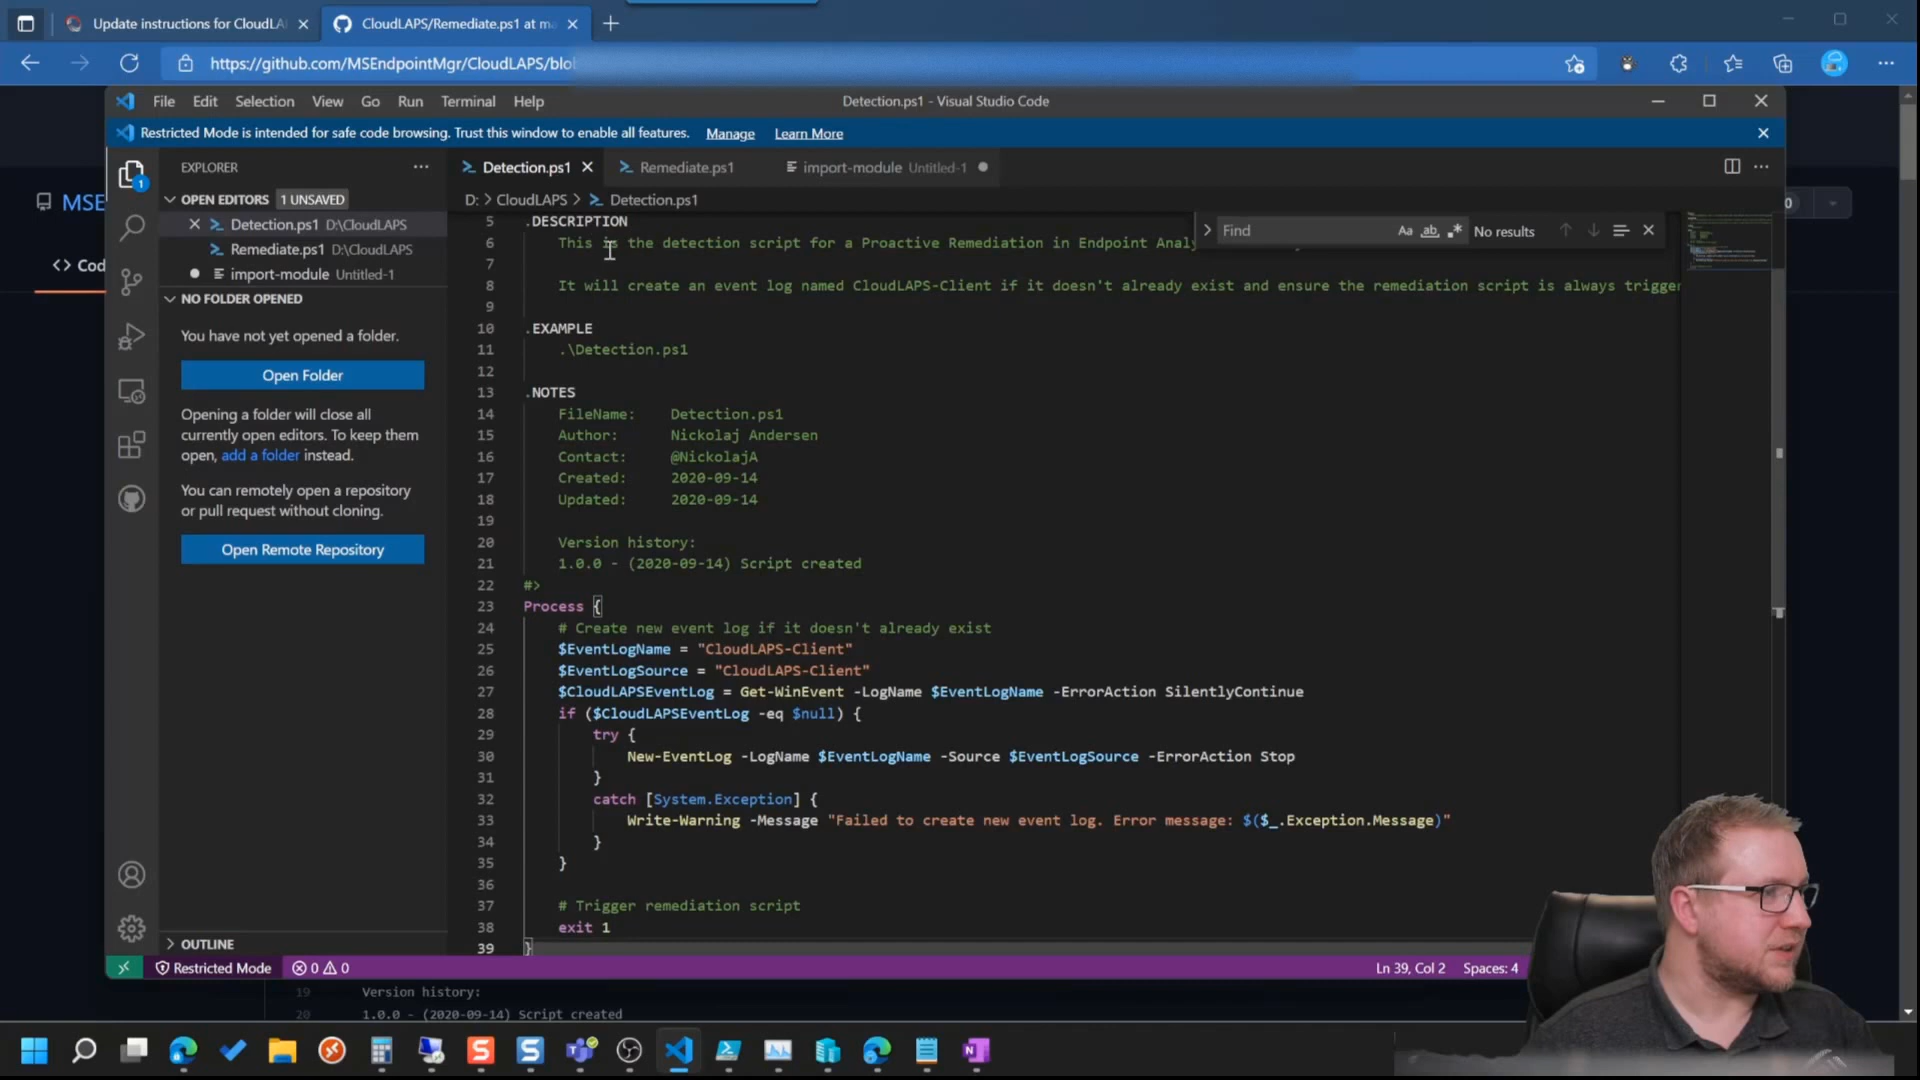 Update instructions for CloudLA
CloudLAPS/Remediate.ps1 at ma
https://github.com/MSEndpointMgr/CloudLAPS/blo
File Edit Selection View Go Run Terminal Help
Detection.ps1 - Visual Studio Code
Restricted Mode is intended for safe code browsing. Trust this window to enable all features. Manage Learn More
EXPLORER
Detection.ps1
Remediate.ps1
import-module Untitled-1
OPEN EDITORS 1 UNSAVED
Detection.ps1 D:\CloudLAPS
Remediate.ps1 D:\CloudLAPS
import-module Untitled-1
NO FOLDER OPENED
You have not yet opened a folder.
Open Folder
Opening a folder will close all
currently open editors. To keep them
open, add a folder instead.
You can remotely open a repository
or pull request without cloning.
Open Remote Repository
OUTLINE
MSE
Cod
1
D: > CloudLAPS > Detection.ps1
Find
Aa ab
No results
5 .DESCRIPTION
6 This is the detection script for a Proactive Remediation in Endpoint Analy
7
8 It will create an event log named CloudLAPS-Client if it doesn't already exist and ensure the remediation script is always trigger
9
10 .EXAMPLE
11 .\Detection.ps1
12
13 .NOTES
14 FileName: Detection.ps1
15 Author: Nickolaj Andersen
16 Contact: @NickolajA
17 Created: 2020-09-14
18 Updated: 2020-09-14
19
20 Version history:
21 1.0.0 - (2020-09-14) Script created
22 #>
23 Process {
24 # Create new event log if it doesn't already exist
25 $EventLogName = "CloudLAPS-Client"
26 $EventLogSource = "CloudLAPS-Client"
27 $CloudLAPSEventLog = Get-WinEvent -LogName $EventLogName -ErrorAction SilentlyContinue
28 if ($CloudLAPSEventLog -eq $null) {
29 try {
30 New-EventLog -LogName $EventLogName -Source $EventLogSource -ErrorAction Stop
31 }
32 catch [System.Exception] {
33 Write-Warning -Message "Failed to create new event log. Error message: $($_.Exception.Message)"
34 }
35 }
36
37 # Trigger remediation script
38 exit 1
39 }
Restricted Mode 0 0
Ln 39, Col 2 Spaces: 4
19 Version history:
20 1.0.0 - (2020-09-14) Script created